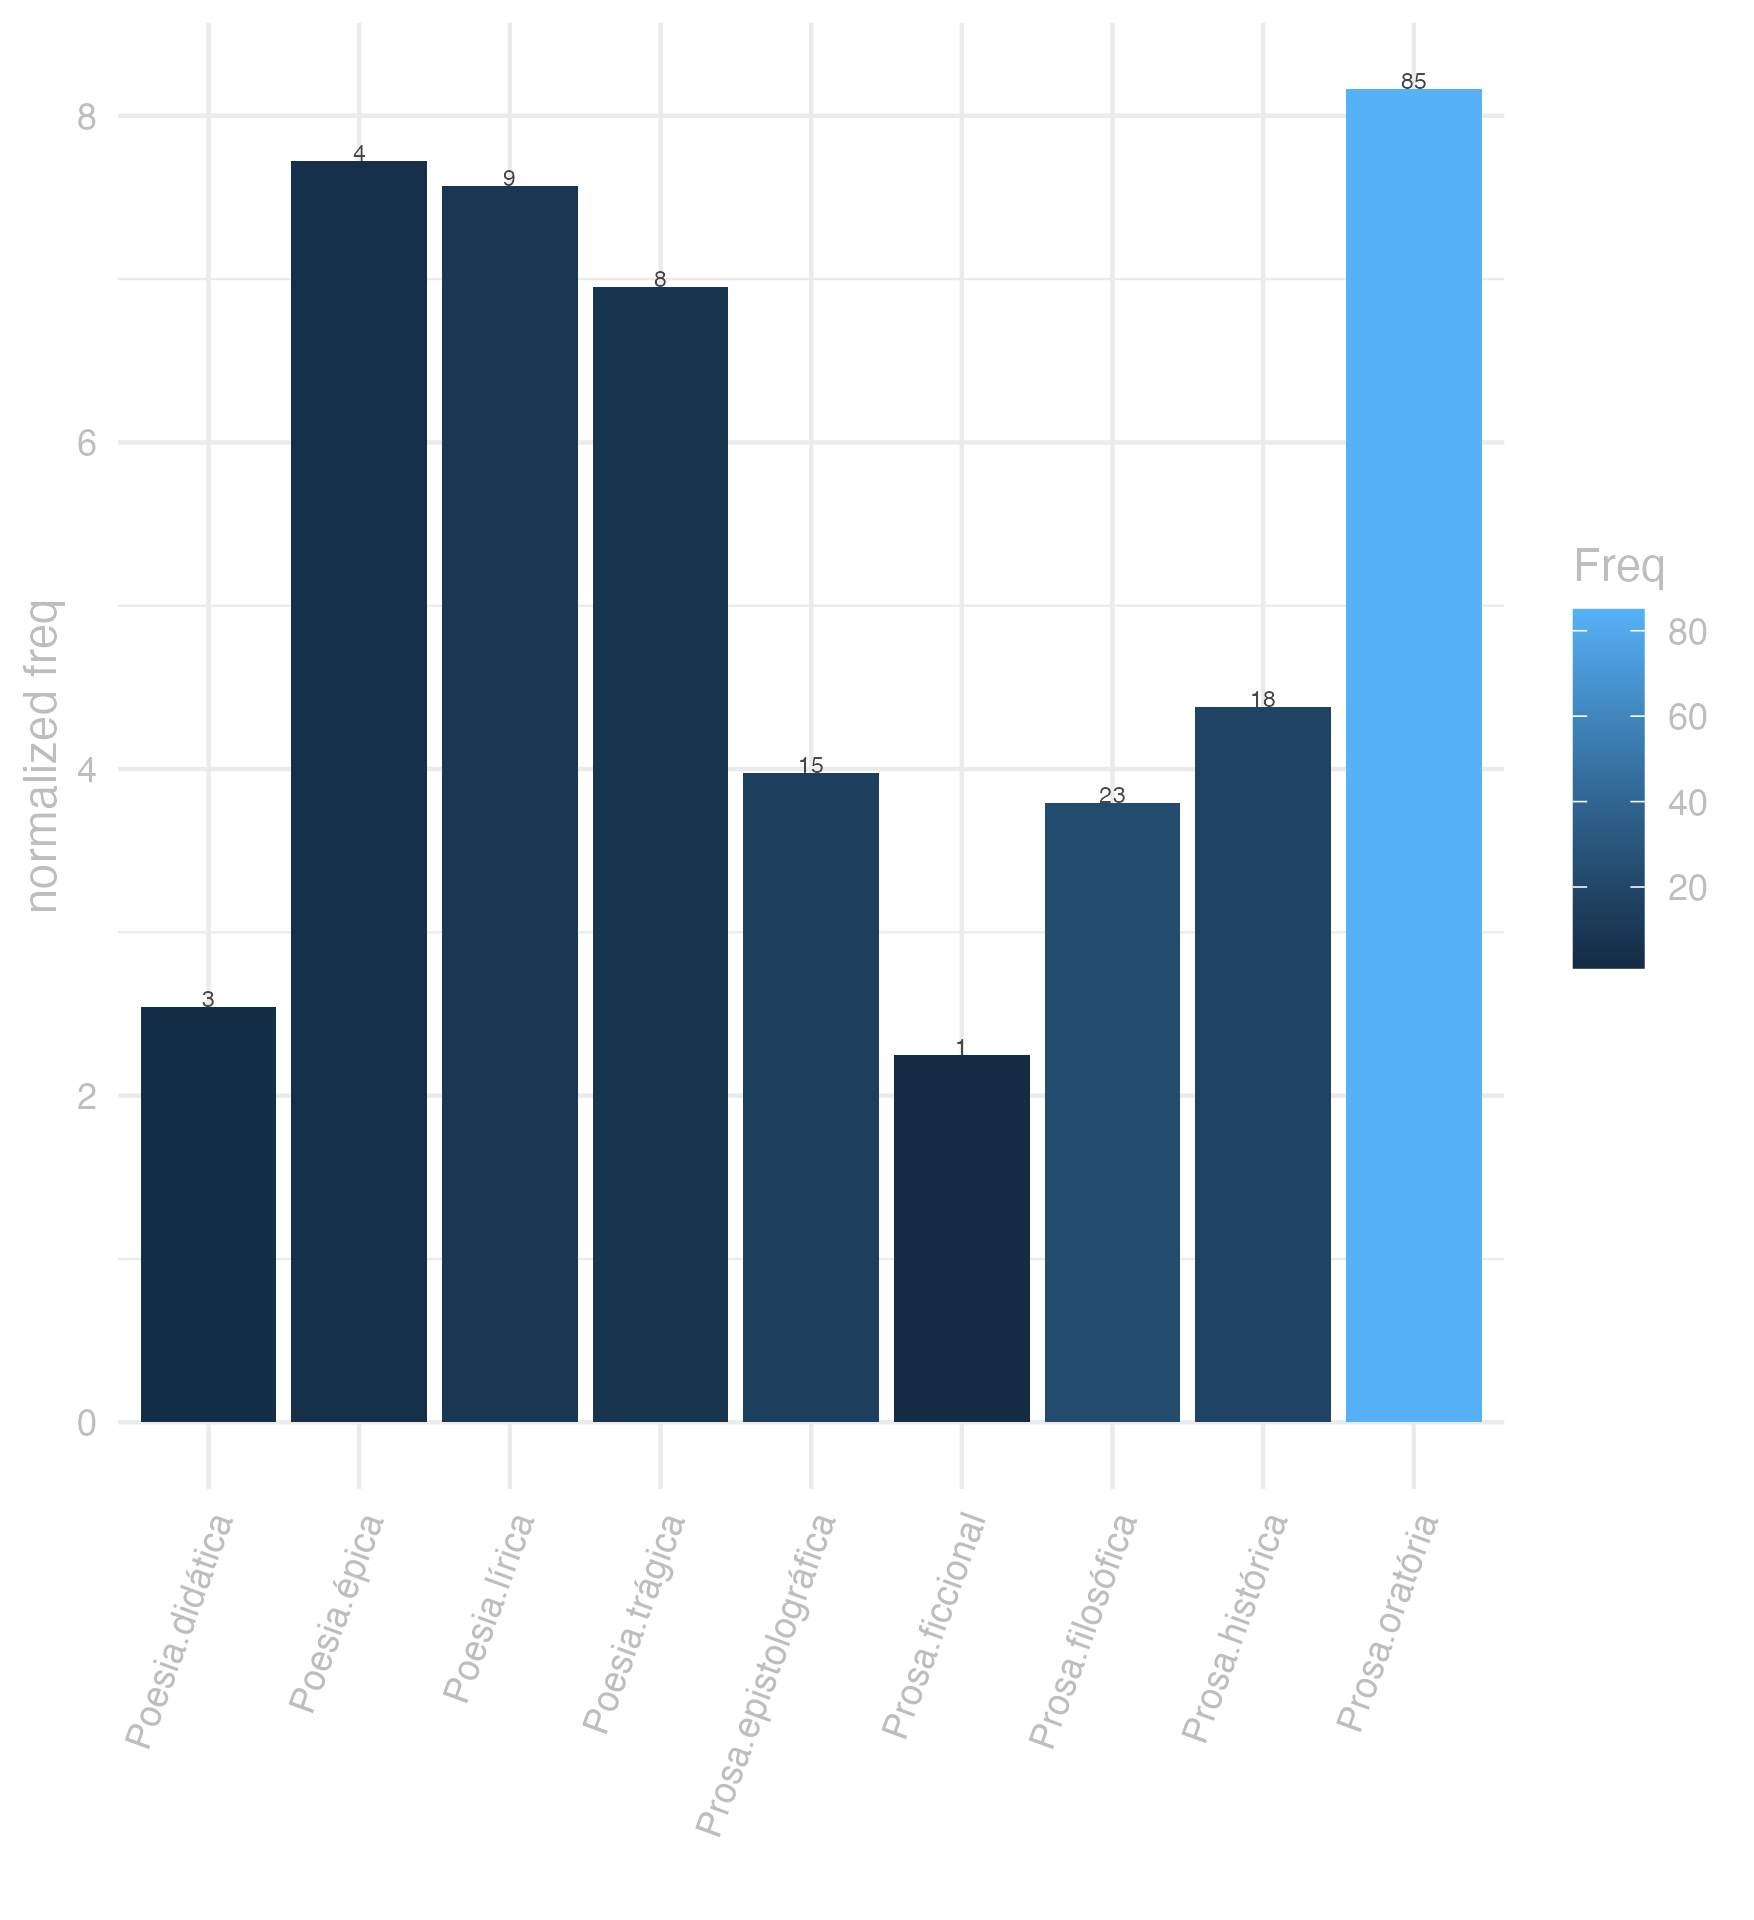 85
8
4
9
8
6
normalized freq
18
4
15
23
3
1
2
0
Poesia.didática
Poesia.épica
Poesia.lírica
Poesia.trágica
Prosa.epistolográfica
Prosa.ficcional
Prosa.filosófica
Prosa.histórica
Prosa.oratória
Freq
80
60
40
20